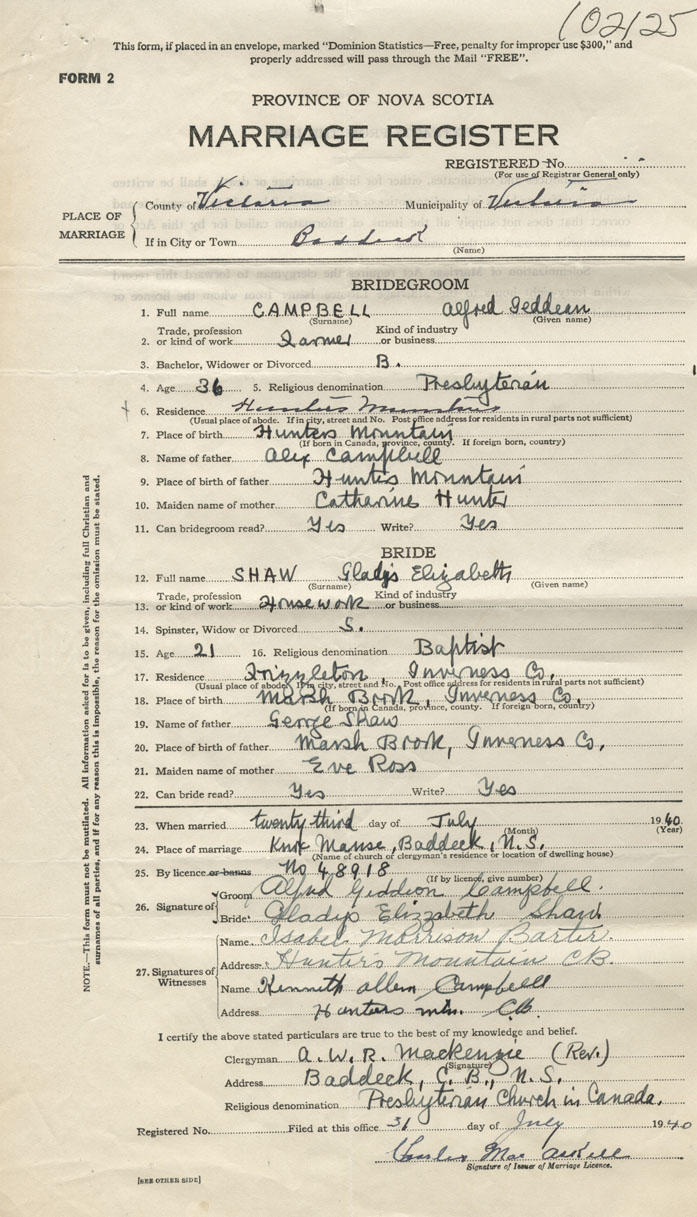 102125
This form, if placed in an envelope, marked "Dominion Statistics—Free, penalty for improper use $300," and
properly addressed will pass through the Mail "FREE".
FORM 2
PROVINCE OF NOVA SCOTIA
MARRIAGE REGISTER
REGISTERED No.
(For use of Registrar General only)
PLACE OF MARRIAGE
County of Victoria Municipality of Victoria
If in City or Town Baddeck
(Name)
BRIDEGROOM
1. Full name CAMPBELL Alfred Geddeon
(Surname) (Given name)
2. Trade, profession or kind of work Farmer Kind of industry or business
3. Bachelor, Widower or Divorced B.
4. Age 36 5. Religious denomination Presbyterian
6. Residence Hunters Mountain
(Usual place of abode. If in city, street and No. Post office address for residents in rural parts not sufficient)
7. Place of birth Hunters Mountain
(If born in Canada, province, county. If foreign born, country)
8. Name of father Alex Campbell
9. Place of birth of father Hunters Mountain
10. Maiden name of mother Catherine Hunter
11. Can bridegroom read? Yes Write? Yes
BRIDE
12. Full name SHAW Gladys Elizabeth
(Surname) (Given name)
13. Trade, profession or kind of work Housework Kind of industry or business
14. Spinster, Widow or Divorced S.
15. Age 21 16. Religious denomination Baptist
17. Residence Frizzleton, Inverness Co.
(Usual place of abode. If in city, street and No. Post office address for residents in rural parts not sufficient)
18. Place of birth Marsh Brook, Inverness Co.
(If born in Canada, province, county. If foreign born, country)
19. Name of father George Shaw
20. Place of birth of father Marsh Brook, Inverness Co.
21. Maiden name of mother Eve Ross
22. Can bride read? Yes Write? Yes
23. When married twenty third day of July 1940
(Month) (Year)
24. Place of marriage Knox Manse, Baddeck, N.S.
(Name of church or clergyman's residence or location of dwelling house)
25. By licence or banns No 48918
(If by licence, give number)
26. Signature of
Groom Alfred Giddeon Campbell.
Bride Gladys Elizabeth Shaw.
27. Signatures of Witnesses
Name Isabel Morrison Barter.
Address Hunter's Mountain C.B.
Name Kenneth Allen Campbell
Address Hunters mtn. C.B.
I certify the above stated particulars are true to the best of my knowledge and belief.
Clergyman A. W. R. MacKenzie (Rev.)
(Signature)
Address Baddeck, C.B., N.S.
Religious denomination Presbyterian Church in Canada.
Registered No. Filed at this office 31 day of July 1940
Charles Mac Askill
Signature of Issuer of Marriage Licence.
[SEE OTHER SIDE]
NOTE.—This form must not be mutilated. All information asked for is to be given, including full Christian and
surnames of all parties, and if for any reason this is impossible, the reason for the omission must be stated.